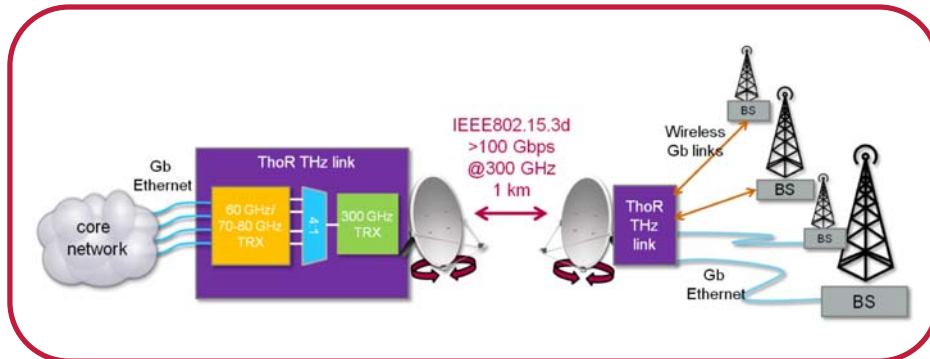 core
network
Gb
Ethernet
ThoR THz link
60 GHz/
70-80 GHz
TRX
4:1
300 GHz
TRX
IEEE802.15.3d
>100 Gbps
@300 GHz
1 km
ThoR
THz
link
Wireless
Gb links
Gb
Ethernet
BS
BS
BS
BS